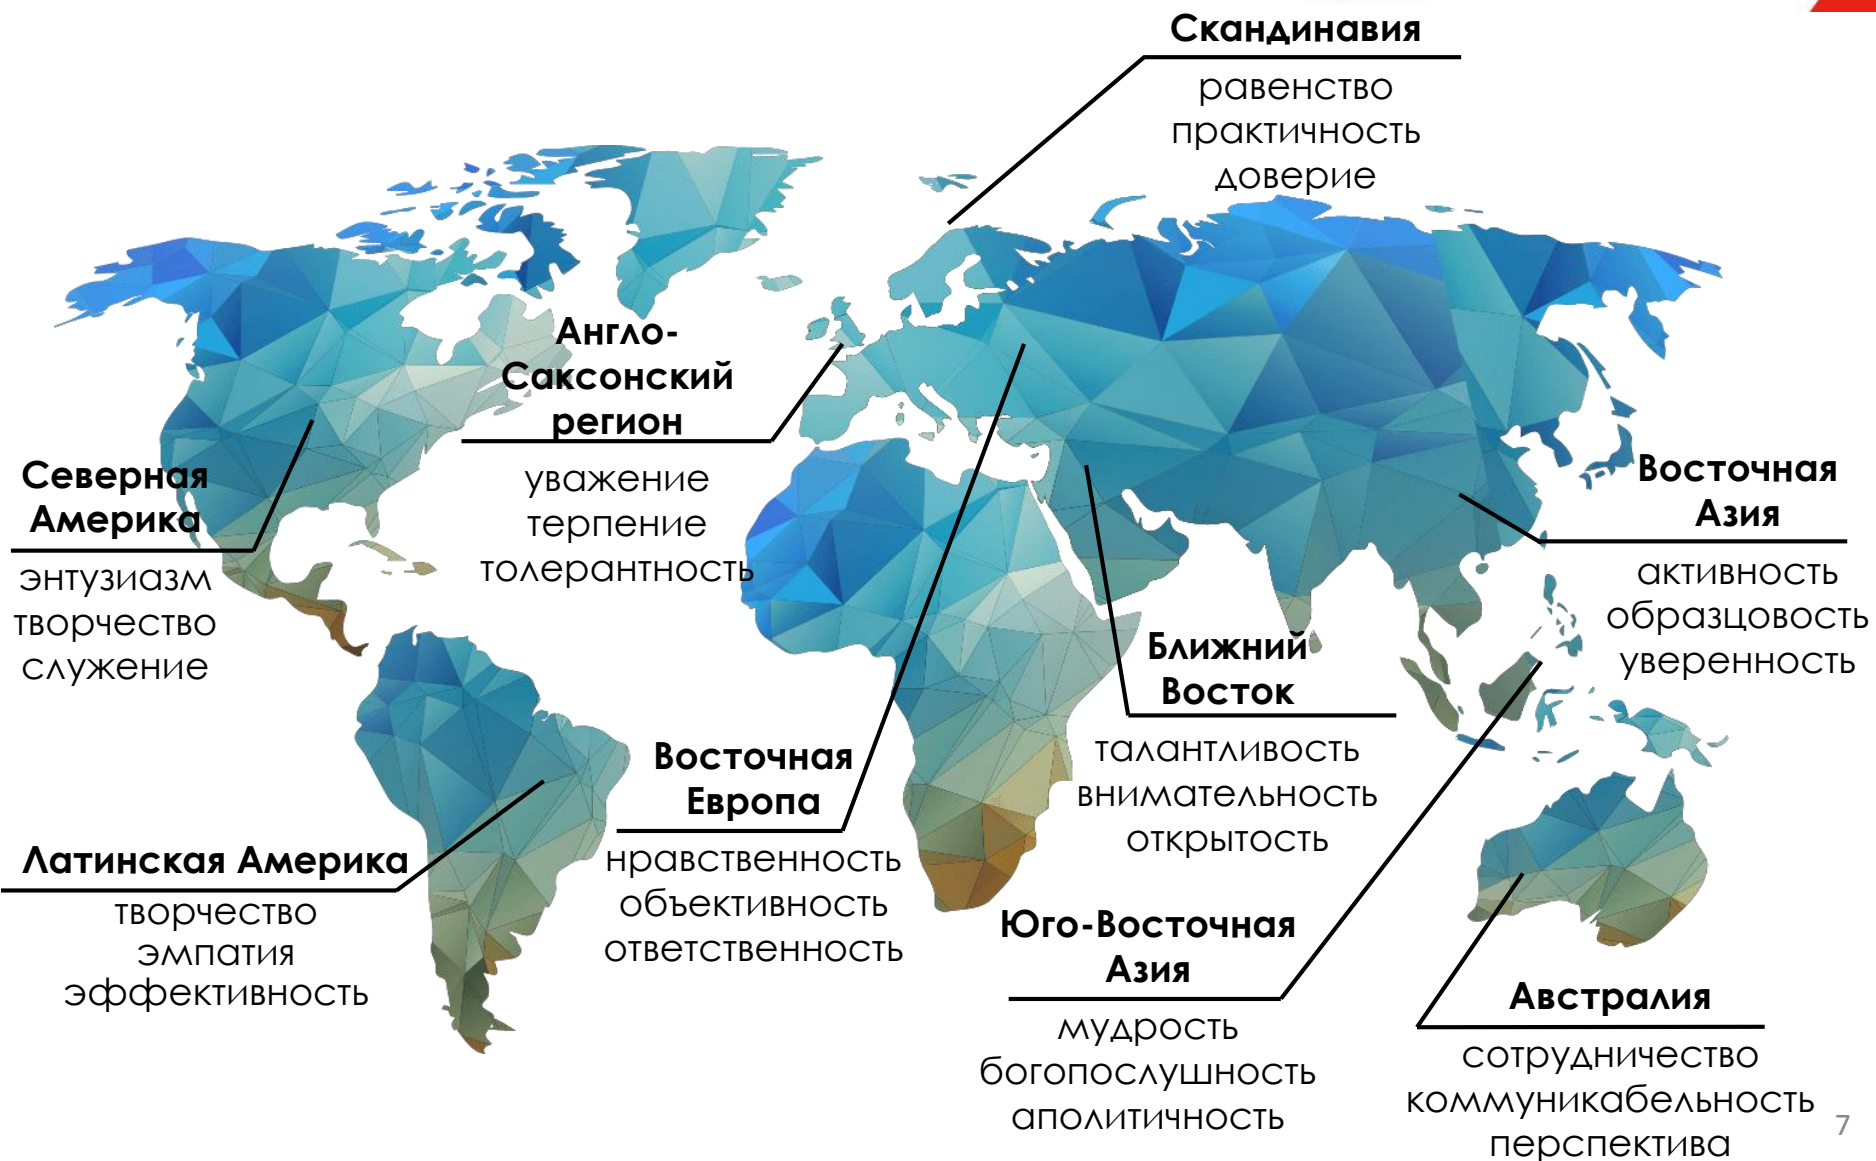 Скандинавия
равенство
практичность
доверие
Англо-
Саксонский
регион
уважение
терпение
толерантность
Северная
Америка
энтузиазм
творчество
служение
Восточная
Азия
активность
образцовость
уверенность
Ближний
Восток
талантливость
внимательность
открытость
Восточная
Европа
нравственность
объективность
ответственность
Латинская Америка
творчество
эмпатия
эффективность
Юго-Восточная
Азия
мудрость
богопослушность
аполитичность
Австралия
сотрудничество
коммуникабельность
перспектива
7